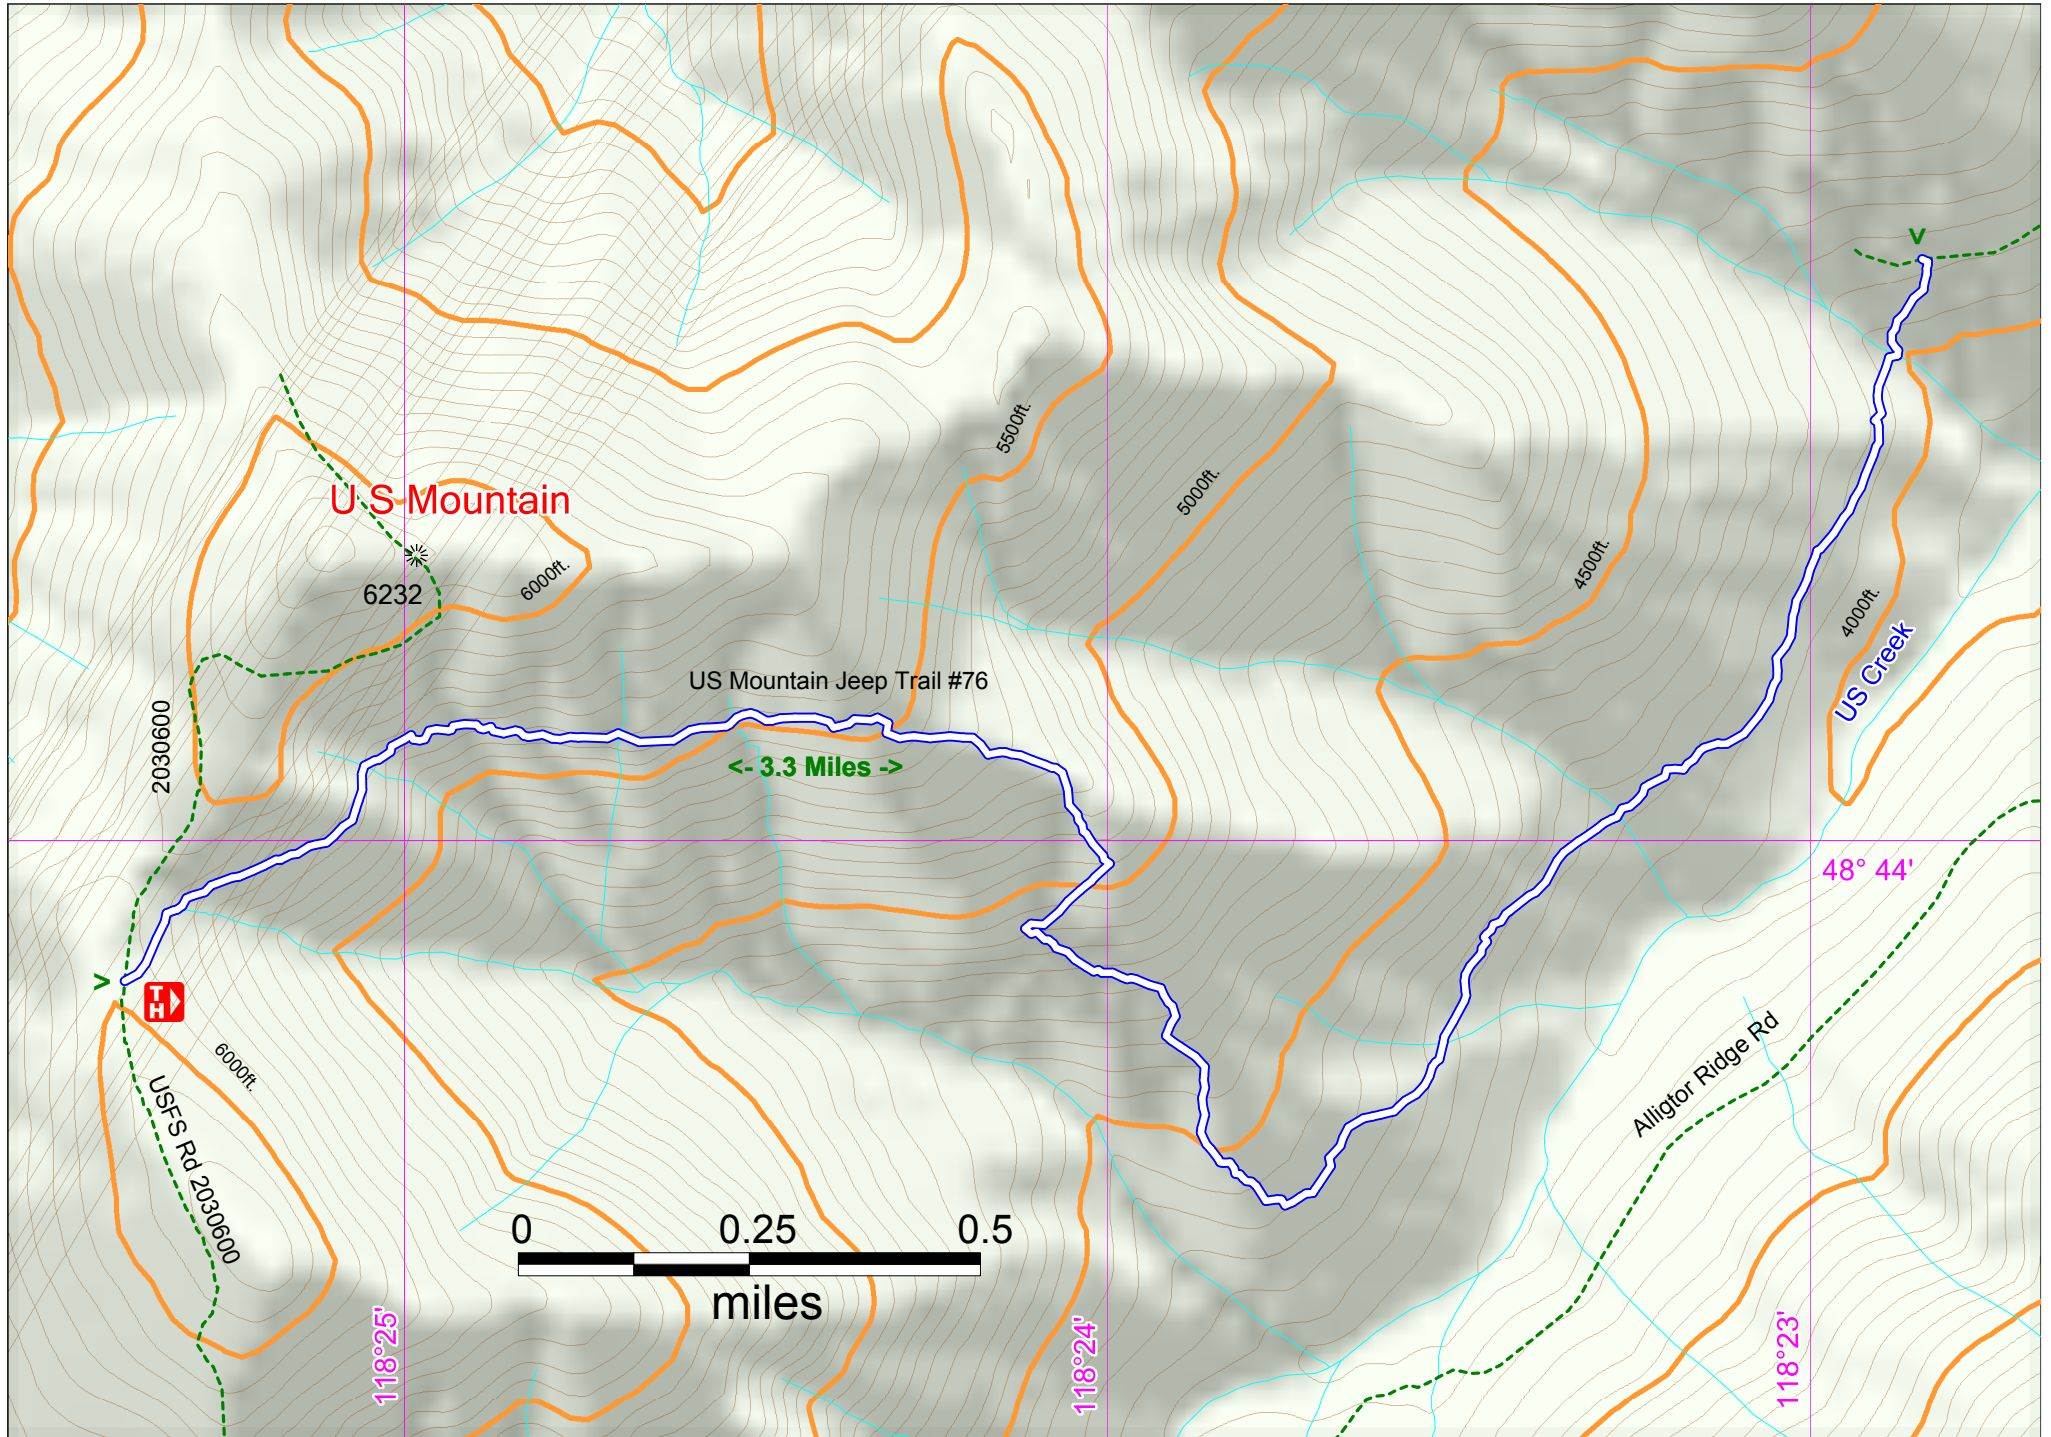 V
5500ft.
5000ft.
U S Mountain
4500ft.
6000ft.
6232
4000ft.
US Creek
US Mountain Jeep Trail #76
2030600
<- 3.3 Miles ->
48° 44'
>
TH
6000ft.
USFS Rd 2030600
Alligtor Ridge Rd
0 0.25 0.5
miles
118°25'
118°24'
118°23'